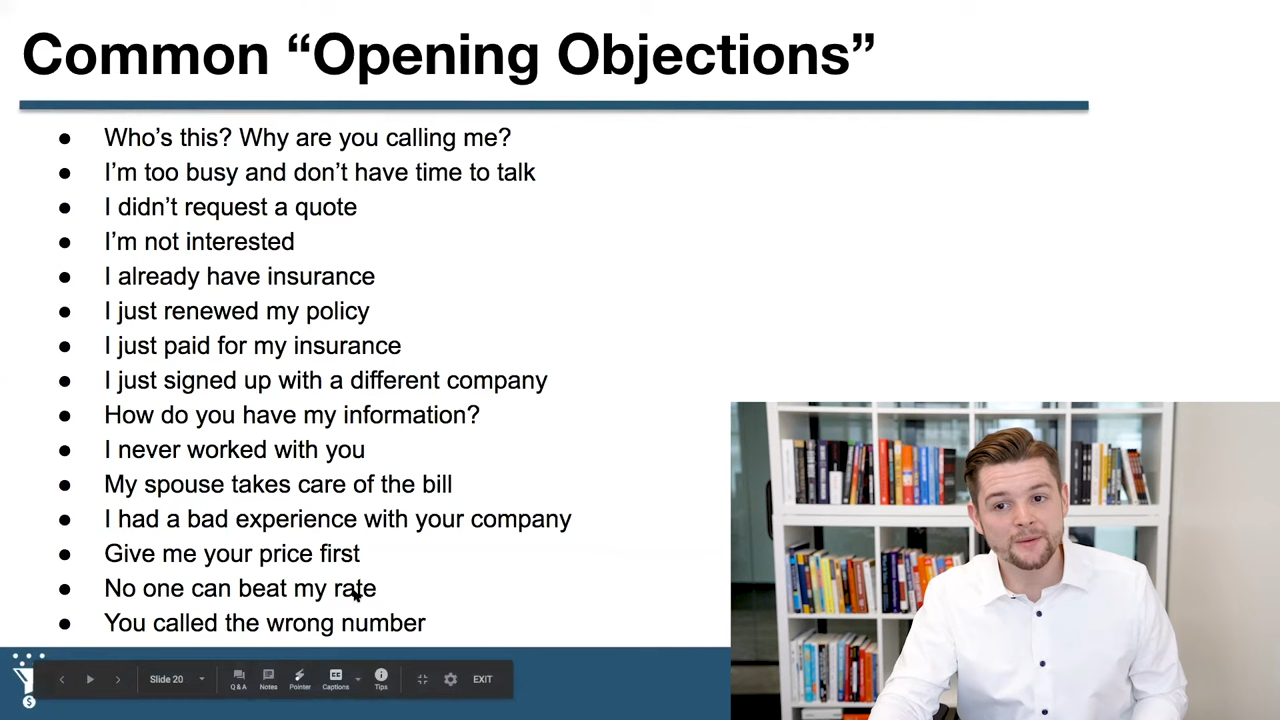 Common “Opening Objections”
● Who’s this? Why are you calling me?
● I’m too busy and don’t have time to talk
● I didn’t request a quote
● I’m not interested
● I already have insurance
● I just renewed my policy
● I just paid for my insurance
● I just signed up with a different company
● How do you have my information?
● I never worked with you
● My spouse takes care of the bill
● I had a bad experience with your company
● Give me your price first
● No one can beat my rate
● You called the wrong number
Slide 20
Q & A Notes Pointer Captions Tips EXIT
$